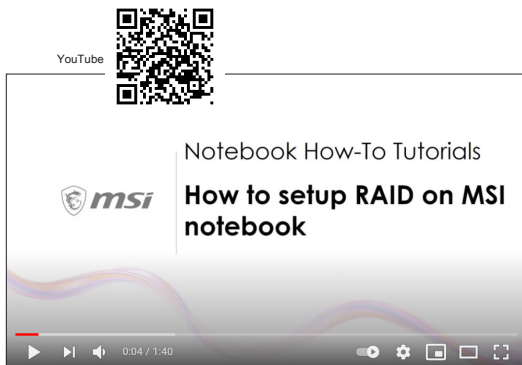 YouTube
Notebook How-To Tutorials
msi
How to setup RAID on MSI
notebook
0:04 / 1:40